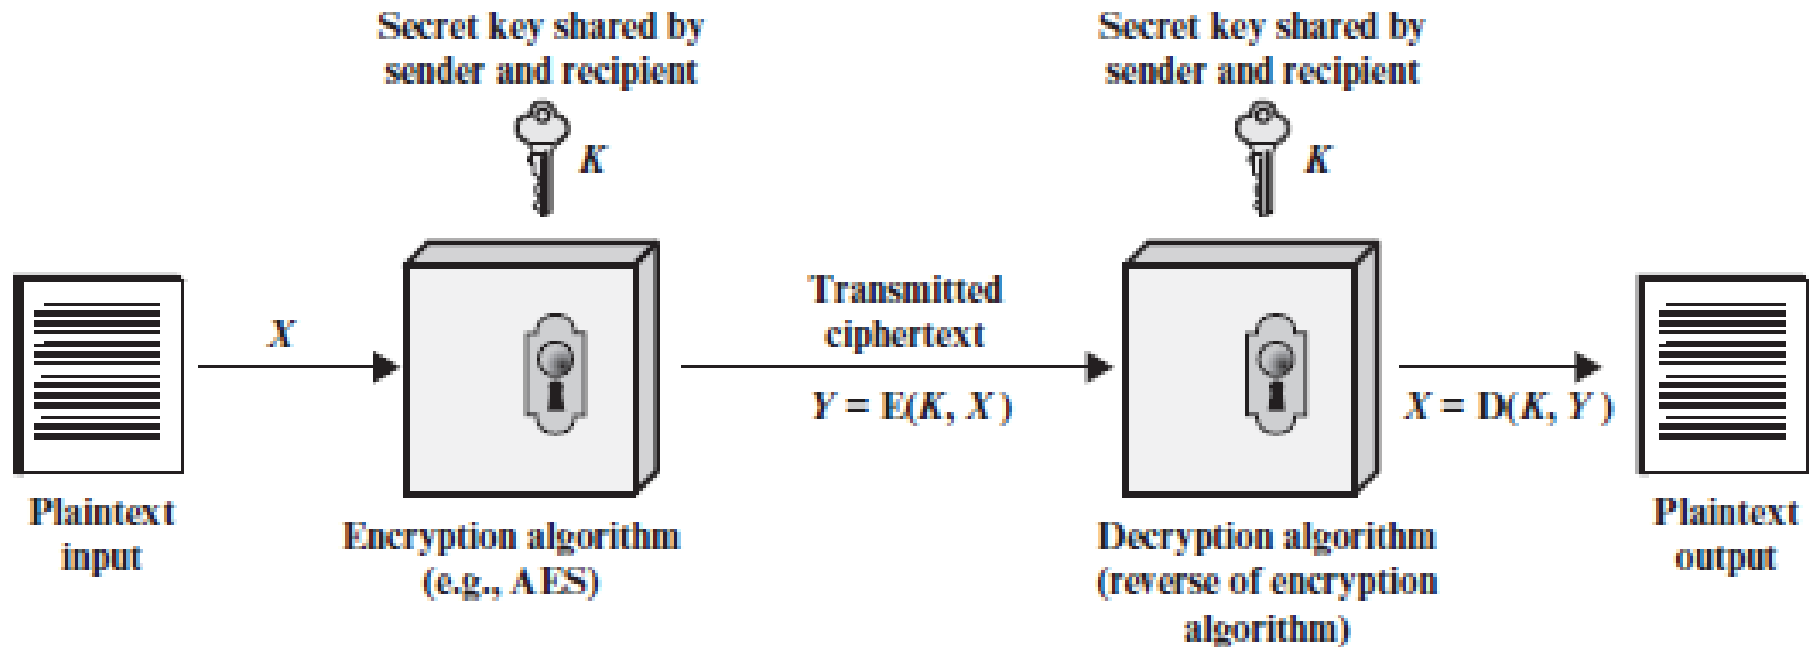 Secret key shared by
sender and recipient
K
Secret key shared by
sender and recipient
K
X
Transmitted
ciphertext
Y = E(K, X)
X = D(K, Y)
Plaintext
input
Encryption algorithm
(e.g., AES)
Decryption algorithm
(reverse of encryption
algorithm)
Plaintext
output